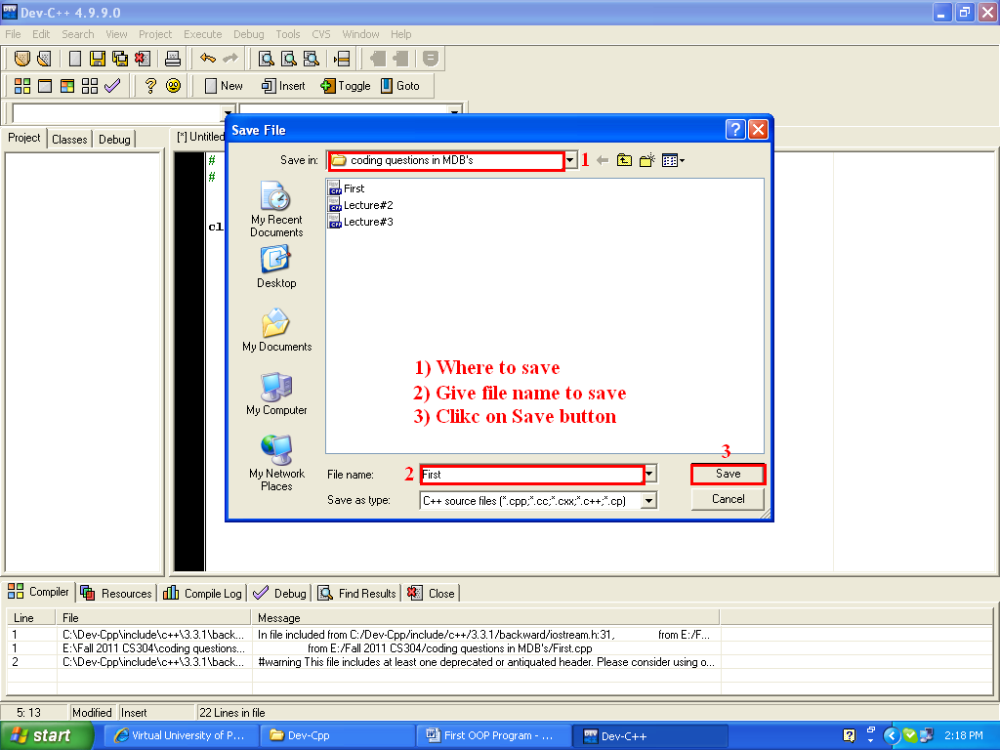 Dev-C++ 4.9.9.0
File Edit Search View Project Execute Debug Tools CVS Window Help
New Insert Toggle Goto
Project Classes Debug
[*] Untitled
#
#
cl
Save File
Save in: coding questions in MDB's 1
My Recent Documents
Desktop
My Documents
My Computer
My Network Places
First
Lecture#2
Lecture#3
1) Where to save
2) Give file name to save
3) Clikc on Save button
3
File name: 2 First Save
Save as type: C++ source files (*.cpp;*.cc;*.cxx;*.c++;*.cp) Cancel
Compiler Resources Compile Log Debug Find Results Close
Line File Message
1 C:\Dev-Cpp\include\c++\3.3.1\back... In file included from C:/Dev-Cpp/include/c++/3.3.1/backward/iostream.h:31, from E:/F...
1 E:\Fall 2011 CS304\coding questions... from E:/Fall 2011 CS304/coding questions in MDB's/First.cpp
2 C:\Dev-Cpp\include\c++\3.3.1\back... #warning This file includes at least one deprecated or antiquated header. Please consider using o...
5: 13 Modified Insert 22 Lines in file
start Virtual University of P... Dev-Cpp First OOP Program - ... Dev-C++ 2:18 PM